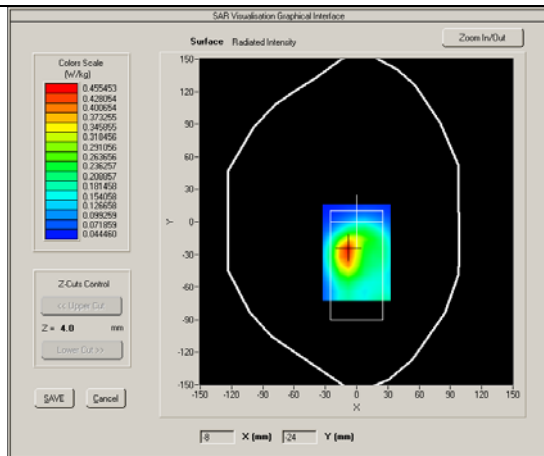 SAR Visualisation Graphical Interface
Surface Radiated Intensity
Zoom In/Out
Colors Scale
(W/kg)
0.455453
0.428054
0.400654
0.373255
0.345855
0.318456
0.291056
0.263656
0.236257
0.208857
0.181458
0.154058
0.126658
0.099259
0.071859
0.044460
Z-Cuts Control
<< Upper Cut
Z = 4.0 mm
Lower Cut >>
SAVE
Cancel
150
120
90
60
30
0
-30
-60
-90
-120
-150
Y
-150 -120 -90 -60 -30 0 30 60 90 120 150
X
-8 X (mm) -24 Y (mm)